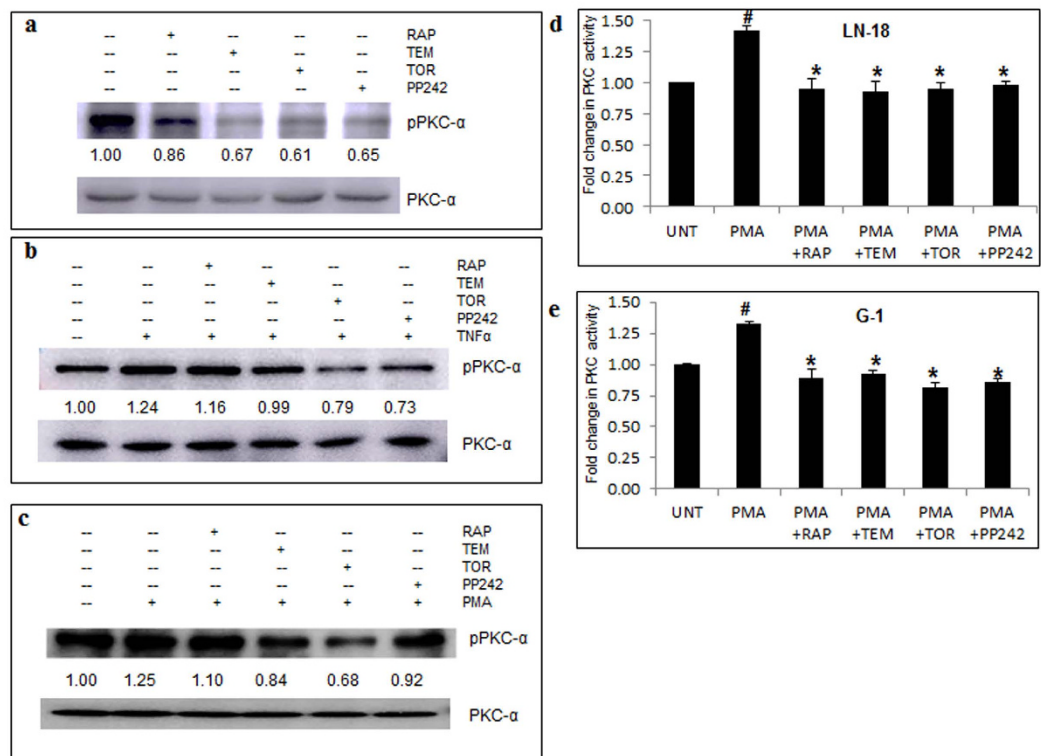 a
-- + -- -- -- RAP
-- -- + -- -- TEM
-- -- -- + -- TOR
-- -- -- -- + PP242
pPKC-α
1.00 0.86 0.67 0.61 0.65
PKC-α
b
-- -- + -- -- -- RAP
-- -- -- + -- -- TEM
-- -- -- -- + -- TOR
-- -- -- -- -- + PP242
-- + + + + + TNFα
pPKC-α
1.00 1.24 1.16 0.99 0.79 0.73
PKC-α
c
-- -- + -- -- -- RAP
-- -- -- + -- -- TEM
-- -- -- -- + -- TOR
-- -- -- -- -- + PP242
-- + + + + + PMA
pPKC-α
1.00 1.25 1.10 0.84 0.68 0.92
PKC-α
d
LN-18
Fold change in PKC activity
1.50
1.25
1.00
0.75
0.50
0.25
0.00
# * * * *
UNT PMA PMA PMA PMA PMA
+RAP +TEM +TOR +PP242
e
G-1
Fold change in PKC activity
1.50
1.25
1.00
0.75
0.50
0.25
0.00
# * * * *
UNT PMA PMA PMA PMA PMA
+RAP +TEM +TOR +PP242